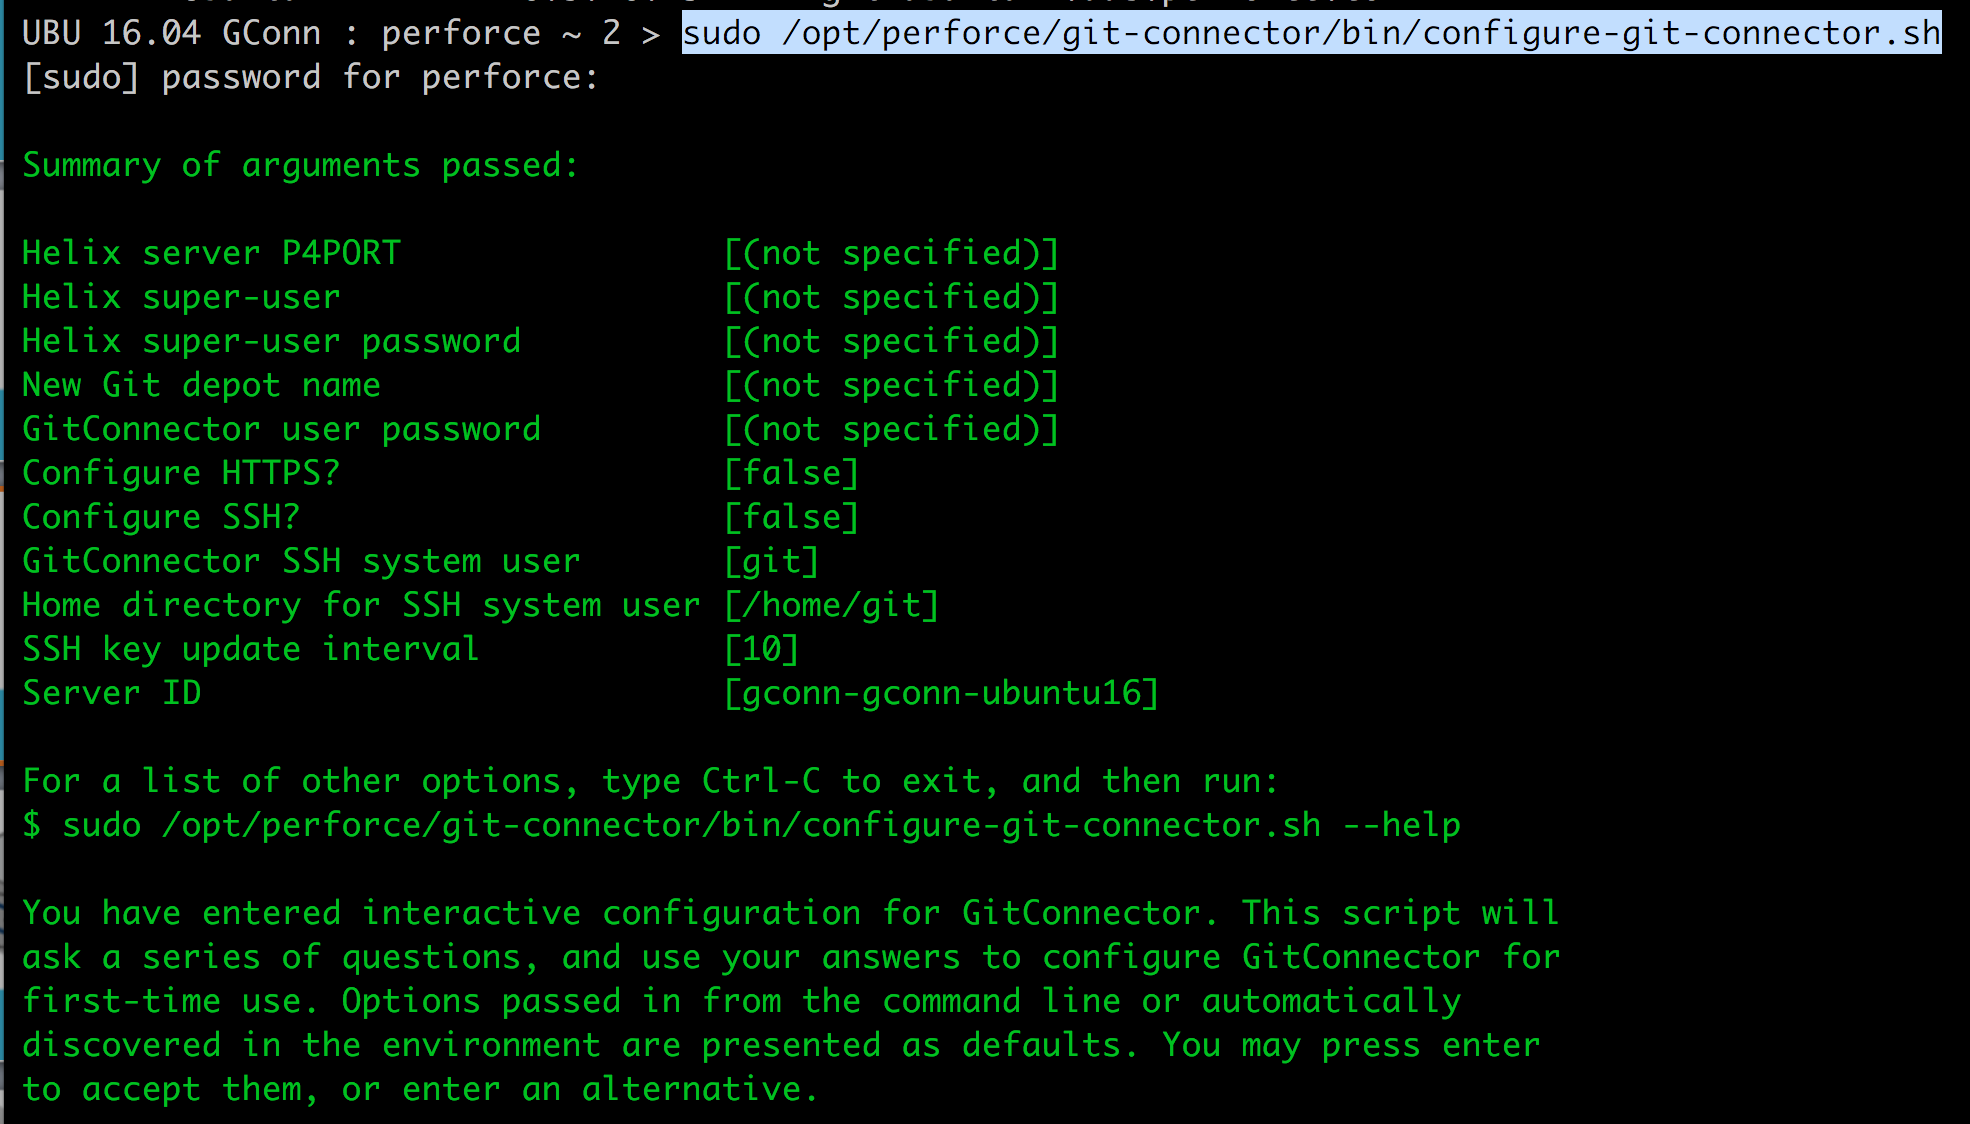 UBU 16.04 GConn : perforce ~ 2 > sudo /opt/perforce/git-connector/bin/configure-git-connector.sh
[sudo] password for perforce:
Summary of arguments passed:
Helix server P4PORT [(not specified)]
Helix super-user [(not specified)]
Helix super-user password [(not specified)]
New Git depot name [(not specified)]
GitConnector user password [(not specified)]
Configure HTTPS? [false]
Configure SSH? [false]
GitConnector SSH system user [git]
Home directory for SSH system user [/home/git]
SSH key update interval [10]
Server ID [gconn-gconn-ubuntu16]
For a list of other options, type Ctrl-C to exit, and then run:
$ sudo /opt/perforce/git-connector/bin/configure-git-connector.sh --help
You have entered interactive configuration for GitConnector. This script will
ask a series of questions, and use your answers to configure GitConnector for
first-time use. Options passed in from the command line or automatically
discovered in the environment are presented as defaults. You may press enter
to accept them, or enter an alternative.